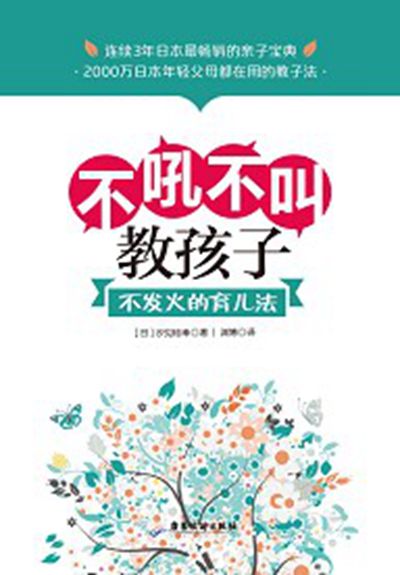 连续3年日本最畅销的亲子宝典
·2000万日本年轻父母都在用的教子法·
不吼不叫
教孩子
不发火的育儿法